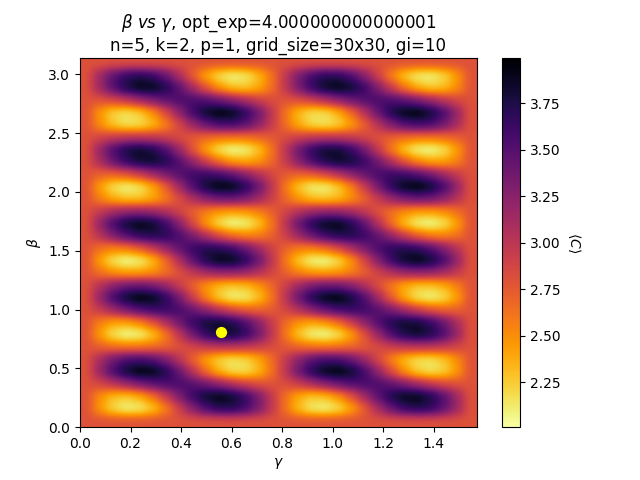 β vs γ, opt_exp=4.000000000000001
n=5, k=2, p=1, grid_size=30x30, gi=10
3.0
2.5
2.0
1.5
1.0
0.5
0.0
β
0.0 0.2 0.4 0.6 0.8 1.0 1.2 1.4
γ
3.75
3.50
3.25
3.00
2.75
2.50
2.25
⟨C⟩